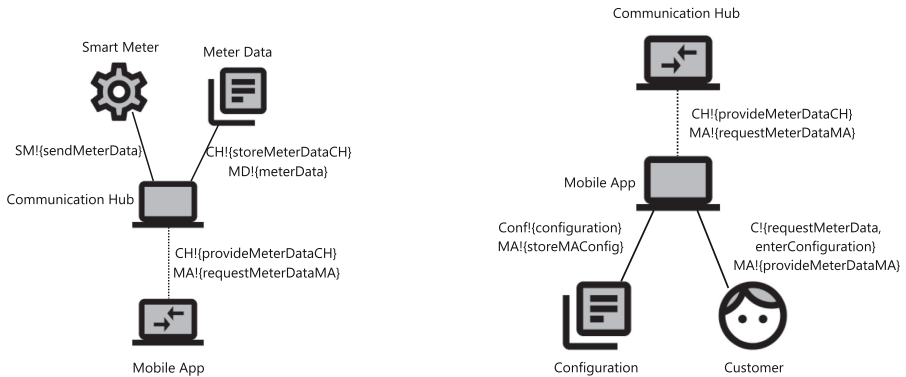 Smart Meter
Meter Data
SM!{sendMeterData}
CH!{storeMeterDataCH}
MD!{meterData}
Communication Hub
CH!{provideMeterDataCH}
MA!{requestMeterDataMA}
Mobile App
Communication Hub
CH!{provideMeterDataCH}
MA!{requestMeterDataMA}
Mobile App
Conf!{configuration}
MA!{storeMAConfig}
C!{requestMeterData,
enterConfiguration}
MA!{provideMeterDataMA}
Configuration
Customer